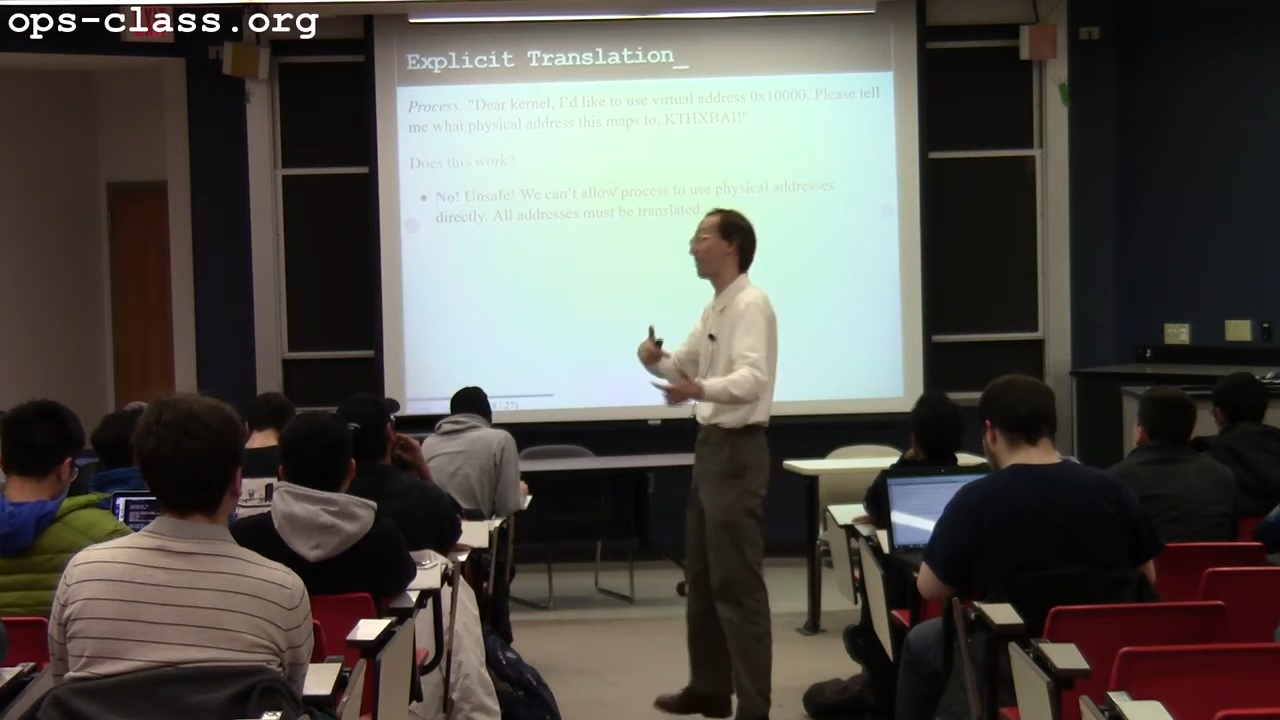 ops-class.org
Explicit Translation_
Process. "Dear kernel, I'd like to use virtual address 0x10000. Please tell
me what physical address this maps to. KTHXBAI!"
Does this work?
• No! Unsafe! We can't allow process to use physical addresses
directly. All addresses must be translated.
/ 27)